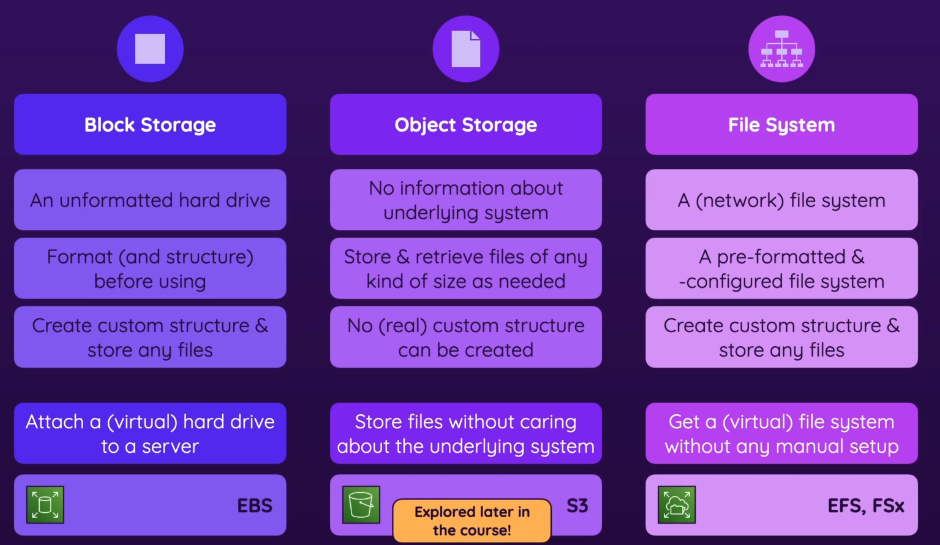 Block Storage
An unformatted hard drive
Format (and structure)
before using
Create custom structure &
store any files
Attach a (virtual) hard drive
to a server
EBS
Object Storage
No information about
underlying system
Store & retrieve files of any
kind of size as needed
No (real) custom structure
can be created
Store files without caring
about the underlying system
S3
Explored later in
the course!
File System
A (network) file system
A pre-formatted &
-configured file system
Create custom structure &
store any files
Get a (virtual) file system
without any manual setup
EFS, FSx